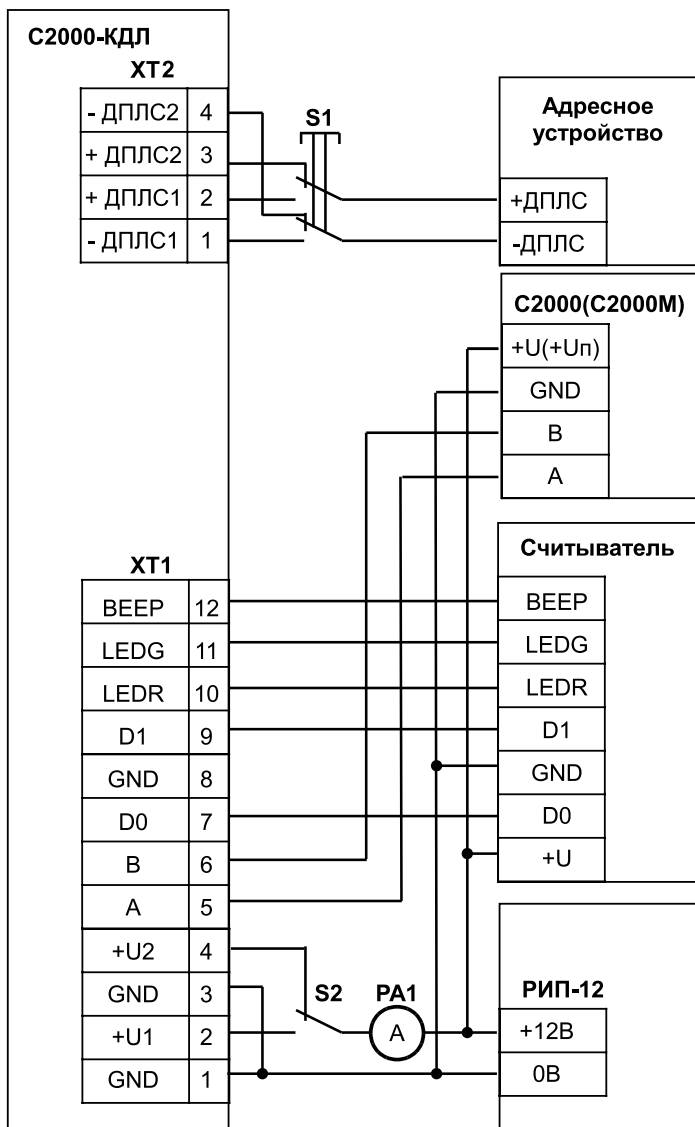 С2000-КДЛ
XT2
- ДПЛС2 4
+ ДПЛС2 3
+ ДПЛС1 2
- ДПЛС1 1
S1
Адресное
устройство
+ДПЛС
-ДПЛС
С2000(С2000М)
+U(+Uп)
GND
B
A
XT1
BEEP 12
LEDG 11
LEDR 10
D1 9
GND 8
D0 7
B 6
A 5
+U2 4
GND 3
+U1 2
GND 1
Считыватель
BEEP
LEDG
LEDR
D1
GND
D0
+U
S2
PA1
A
РИП-12
+12В
0В